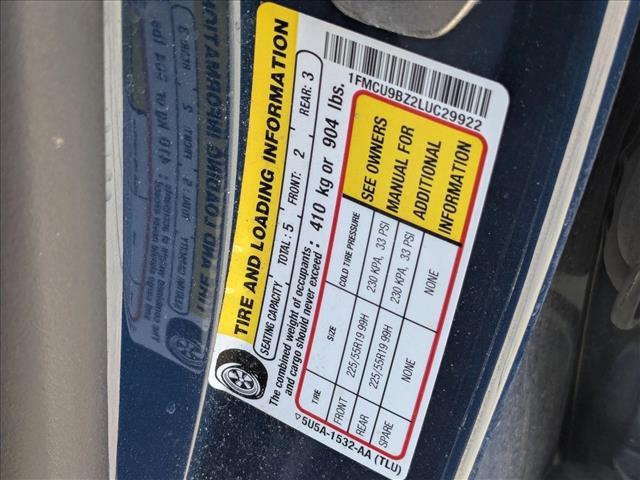 TIRE AND LOADING INFORMATION
SEATING CAPACITY TOTAL : 5 FRONT: 2 REAR: 3
The combined weight of occupants and cargo should never exceed : 410 kg or 904 lbs.
TIRE SIZE COLD TIRE PRESSURE SEE OWNERS MANUAL FOR ADDITIONAL INFORMATION
FRONT 225/55R19 99H 230 KPA, 33 PSI
REAR 225/55R19 99H 230 KPA, 33 PSI
SPARE NONE NONE
5U5A-1532-AA (TLU)
1FMCU9BZ2LUC29922